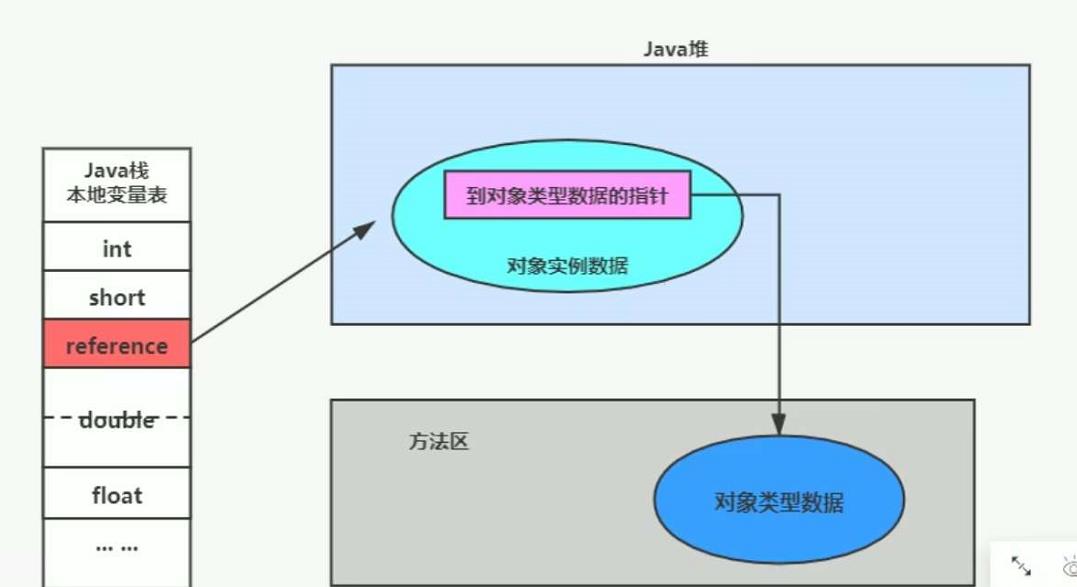 Java堆
Java栈
本地变量表
int
short
reference
double
float
... ...
到对象类型数据的指针
对象实例数据
方法区
对象类型数据